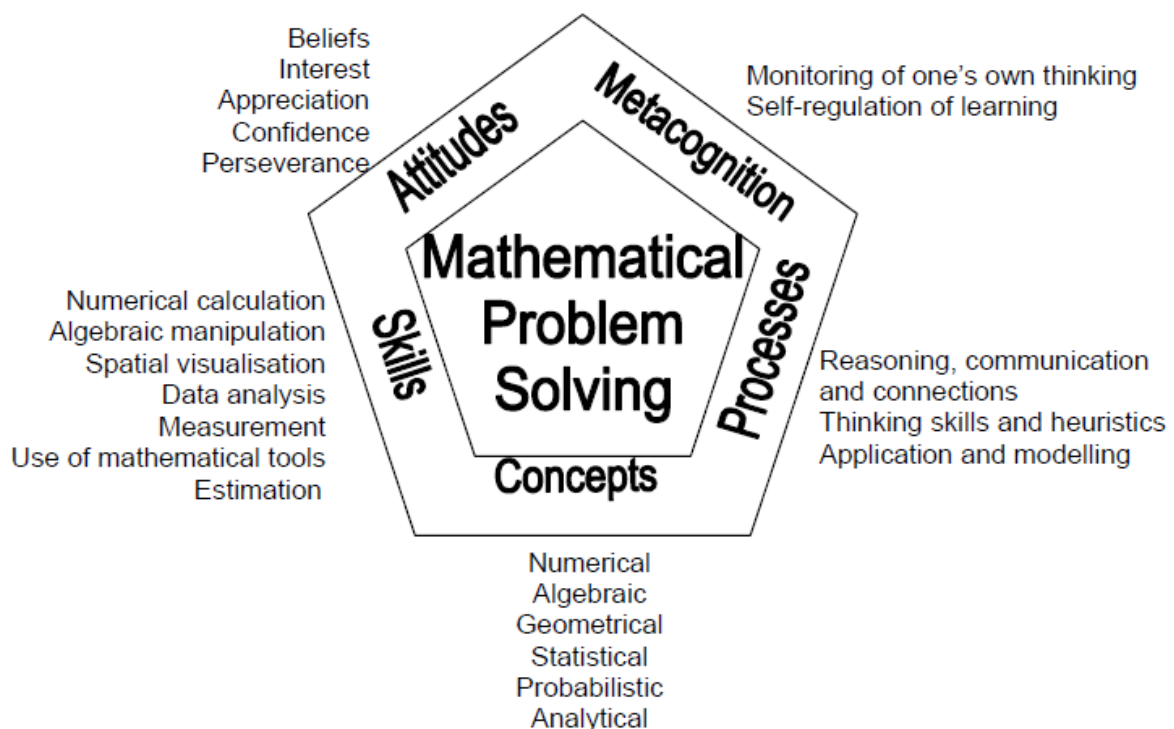 Beliefs
Interest
Appreciation
Confidence
Perseverance
Attitudes
Metacognition
Monitoring of one's own thinking
Self-regulation of learning
Mathematical
Problem
Solving
Numerical calculation
Algebraic manipulation
Spatial visualisation
Data analysis
Measurement
Use of mathematical tools
Estimation
Skills
Processes
Reasoning, communication
and connections
Thinking skills and heuristics
Application and modelling
Concepts
Numerical
Algebraic
Geometrical
Statistical
Probabilistic
Analytical